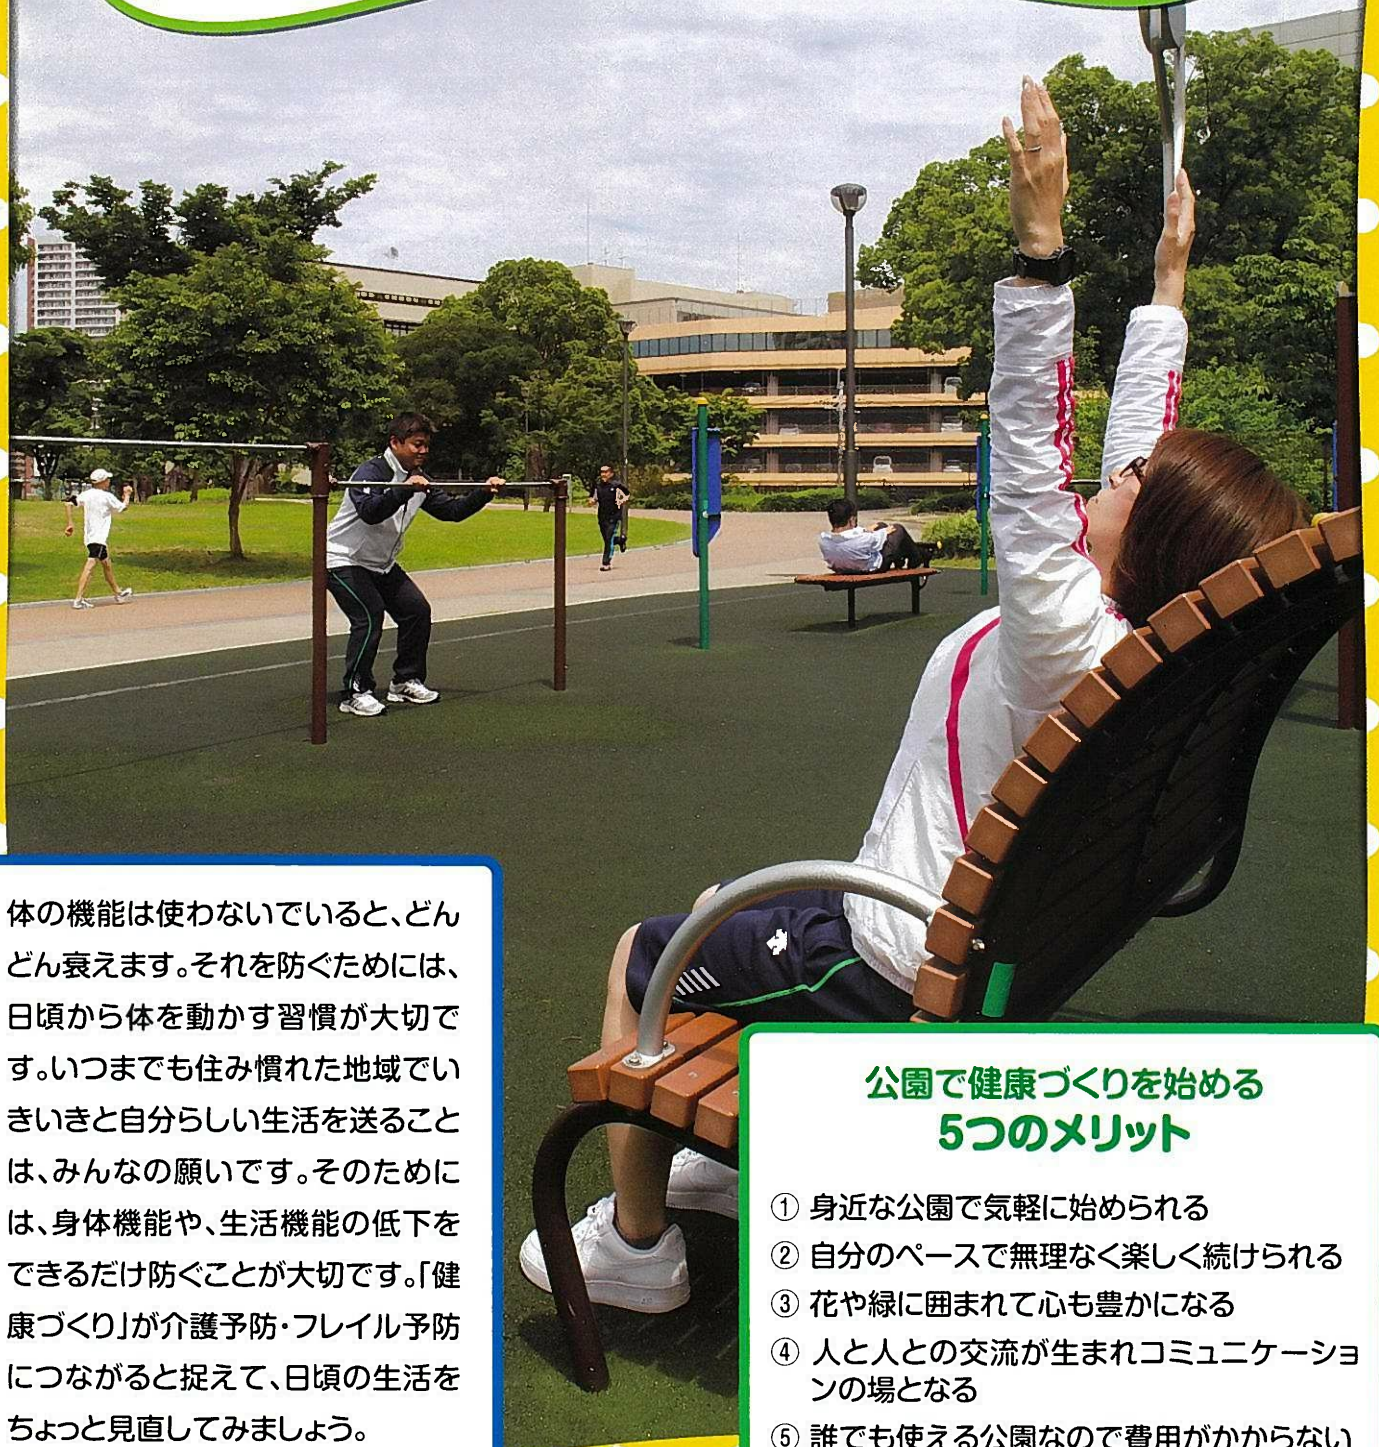 体の機能は使わないでいると、どん
どん衰えます。それを防ぐためには、
日頃から体を動かす習慣が大切で
す。いつまでも住み慣れた地域でい
きいきと自分らしい生活を送ること
は、みんなの願いです。そのために
は、身体機能や、生活機能の低下を
できるだけ防ぐことが大切です。「健
康づくり」が介護予防・フレイル予防
につながると捉えて、日頃の生活を
ちょっと見直してみましょう。
公園で健康づくりを始める
5つのメリット
① 身近な公園で気軽に始められる
② 自分のペースで無理なく楽しく続けられる
③ 花や緑に囲まれて心も豊かになる
④ 人と人との交流が生まれコミュニケーショ
ンの場となる
⑤ 誰でも使える公園なので費用がかからない